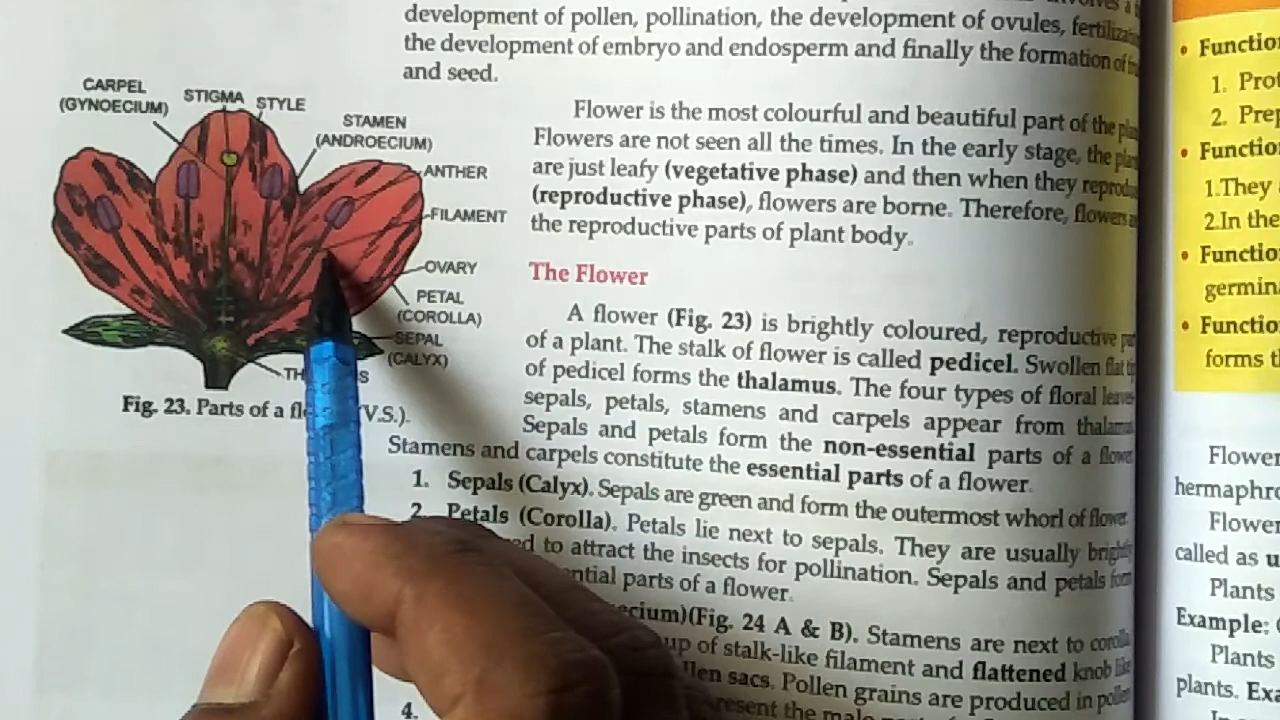 development of pollen, pollination, the development of ovules,
the development of embryo and endosperm and finally the formation of
and seed.
CARPEL
(GYNOECIUM)
STIGMA
STYLE
STAMEN
(ANDROECIUM)
ANTHER
FILAMENT
OVARY
PETAL
(COROLLA)
SEPAL
(CALYX)
Fig. 23. Parts of a V.S.).
Flower is the most colourful and beautiful part of the
Flowers are not seen all the times. In the early stage, the
are just leafy (vegetative phase) and then when they
(reproductive phase), flowers are borne. Therefore, flowers
the reproductive parts of plant body.
The Flower
A flower (Fig. 23) is brightly coloured, reproductive
of a plant. The stalk of flower is called pedicel. Swollen flat
of pedicel forms the thalamus. The four types of floral
sepals, petals, stamens and carpels appear from
Sepals and petals form the non-essential parts of a
Stamens and carpels constitute the essential parts of a flower.
1. Sepals (Calyx). Sepals are green and form the outermost whorl of flower.
2. Petals (Corolla). Petals lie next to sepals. They are usually
to attract the insects for pollination. Sepals and petals
parts of a flower.
(Fig. 24 A & B). Stamens are next to
of stalk-like filament and flattened knob like
sacs. Pollen grains are produced in
the male
4.
• 
1.
2.
• 
1.They
2.In the
• 
• 
forms
Flower
Flower
called as
Plants
Example:
Plants
plants.